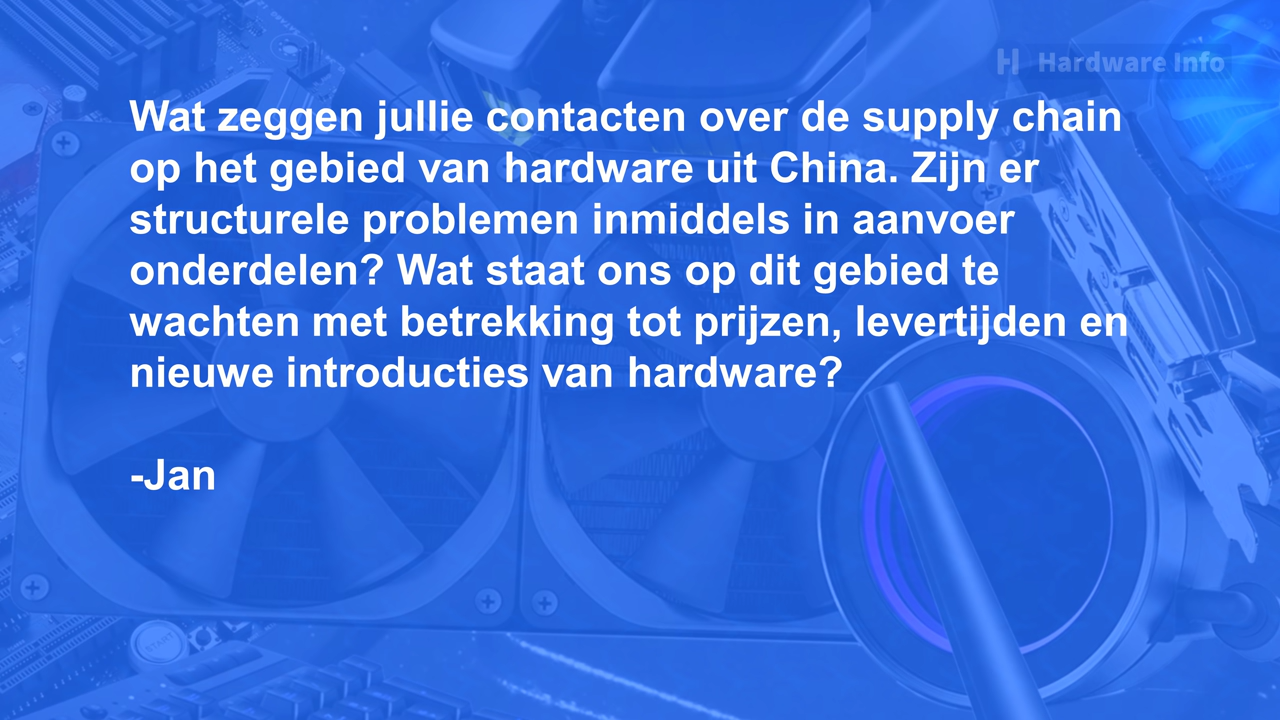 Hardware Info
Wat zeggen jullie contacten over de supply chain
op het gebied van hardware uit China. Zijn er
structurele problemen inmiddels in aanvoer
onderdelen? Wat staat ons op dit gebied te
wachten met betrekking tot prijzen, levertijden en
nieuwe introducties van hardware?
-Jan
START